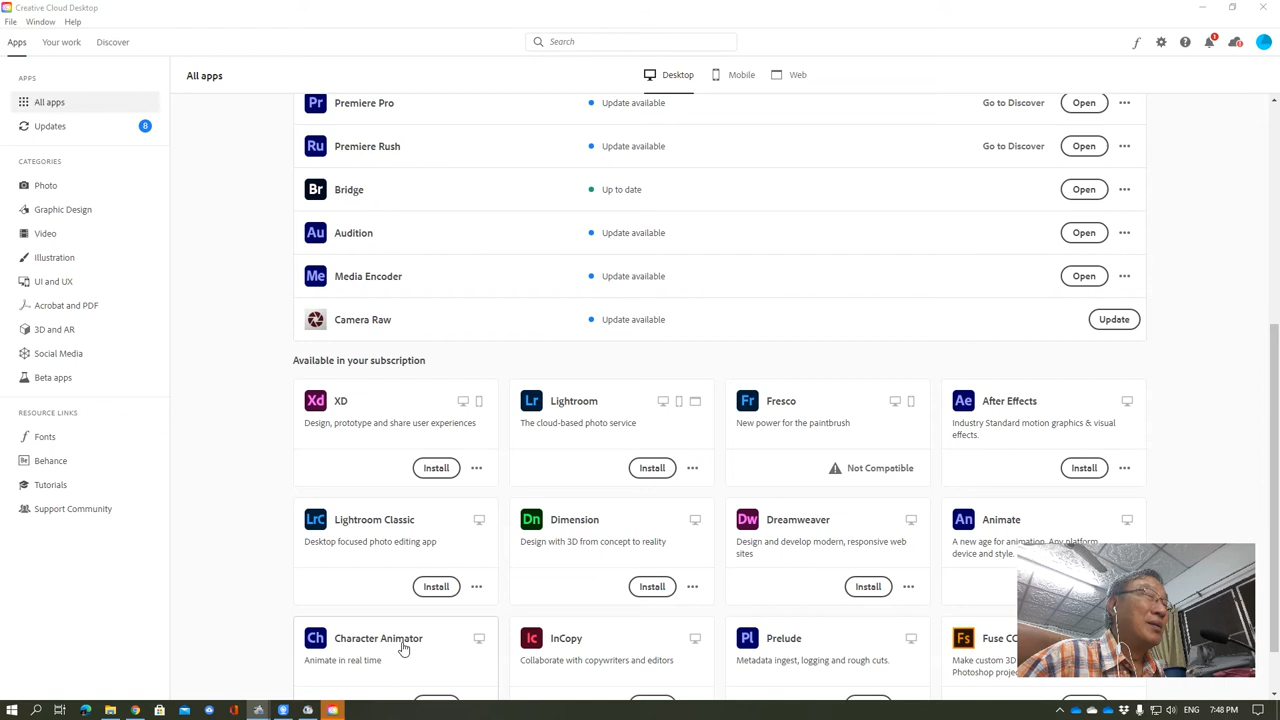 Creative Cloud Desktop
File Window Help
Apps Your work Discover
Search
1
APPS
All apps
Updates 8
CATEGORIES
Photo
Graphic Design
Video
Illustration
UI and UX
Acrobat and PDF
3D and AR
Social Media
Beta apps
RESOURCE LINKS
Fonts
Behance
Tutorials
Support Community
All apps
Desktop Mobile Web
Pr Premiere Pro Update available Go to Discover Open
Ru Premiere Rush Update available Go to Discover Open
Br Bridge Up to date Open
Au Audition Update available Open
Me Media Encoder Update available Open
Camera Raw Update available Update
Available in your subscription
Xd XD
Design, prototype and share user experiences
Install
Lr Lightroom
The cloud-based photo service
Install
Fr Fresco
New power for the paintbrush
Not Compatible
Ae After Effects
Industry Standard motion graphics & visual
effects.
Install
LrC Lightroom Classic
Desktop focused photo editing app
Install
Dn Dimension
Design with 3D from concept to reality
Install
Dw Dreamweaver
Design and develop modern, responsive web
sites
Install
An Animate
A new age for animation. Any platform,
device and style.
Ch Character Animator
Animate in real time
Ic InCopy
Collaborate with copywriters and editors
Pl Prelude
Metadata ingest, logging and rough cuts.
Fs Fuse CC
Make custom 3D
Photoshop proje
ENG 7:48 PM